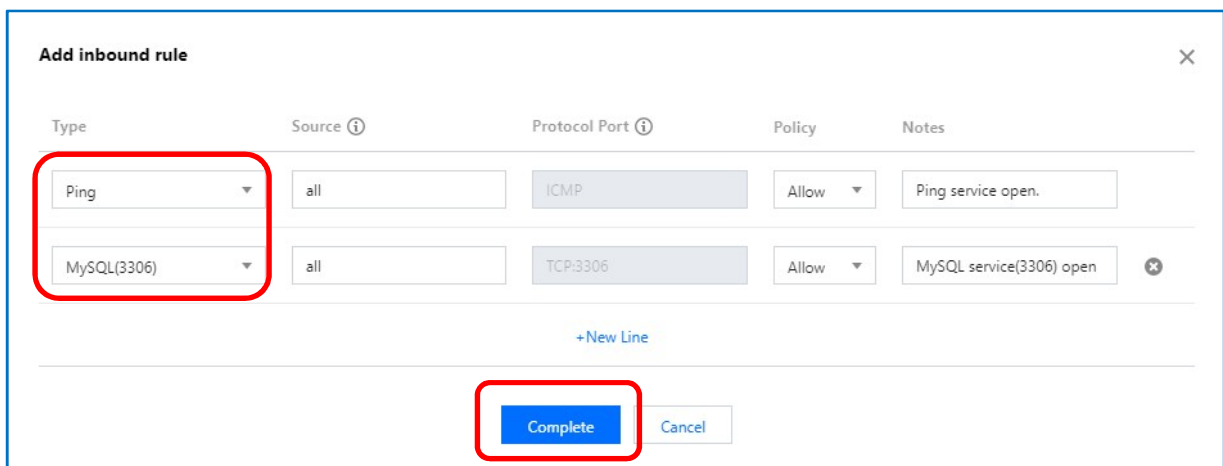 Add inbound rule
Type Source Protocol Port Policy Notes
Ping all ICMP Allow Ping service open.
MySQL(3306) all TCP:3306 Allow MySQL service(3306) open
+New Line
Complete Cancel